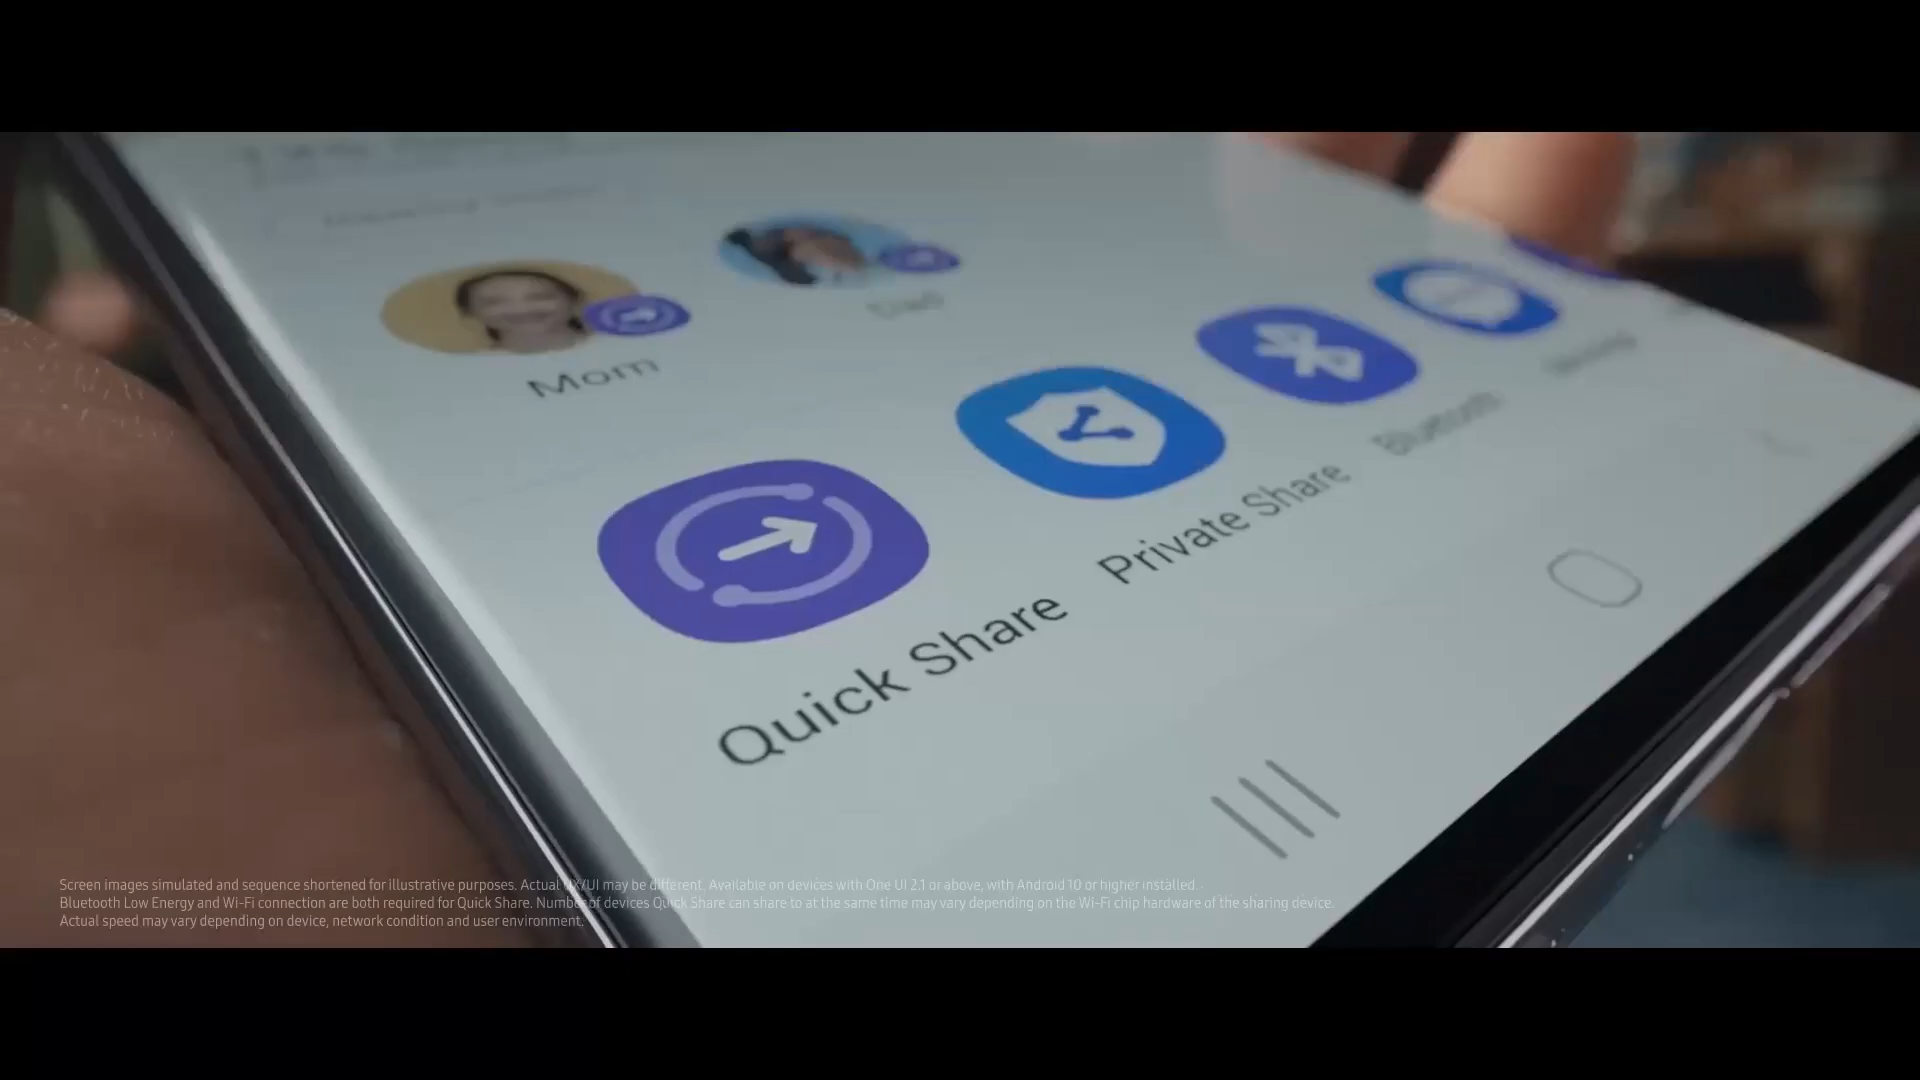 Mom
Dad
Quick Share
Private Share
Bluetooth
Screen images simulated and sequence shortened for illustrative purposes. Actual UX/UI may be different. Available on devices with One UI 2.1 or above, with Android 10 or higher installed.
Bluetooth Low Energy and Wi-Fi connection are both required for Quick Share. Number of devices Quick Share can share to at the same time may vary depending on the Wi-Fi chip hardware of the sharing device.
Actual speed may vary depending on device, network condition and user environment.